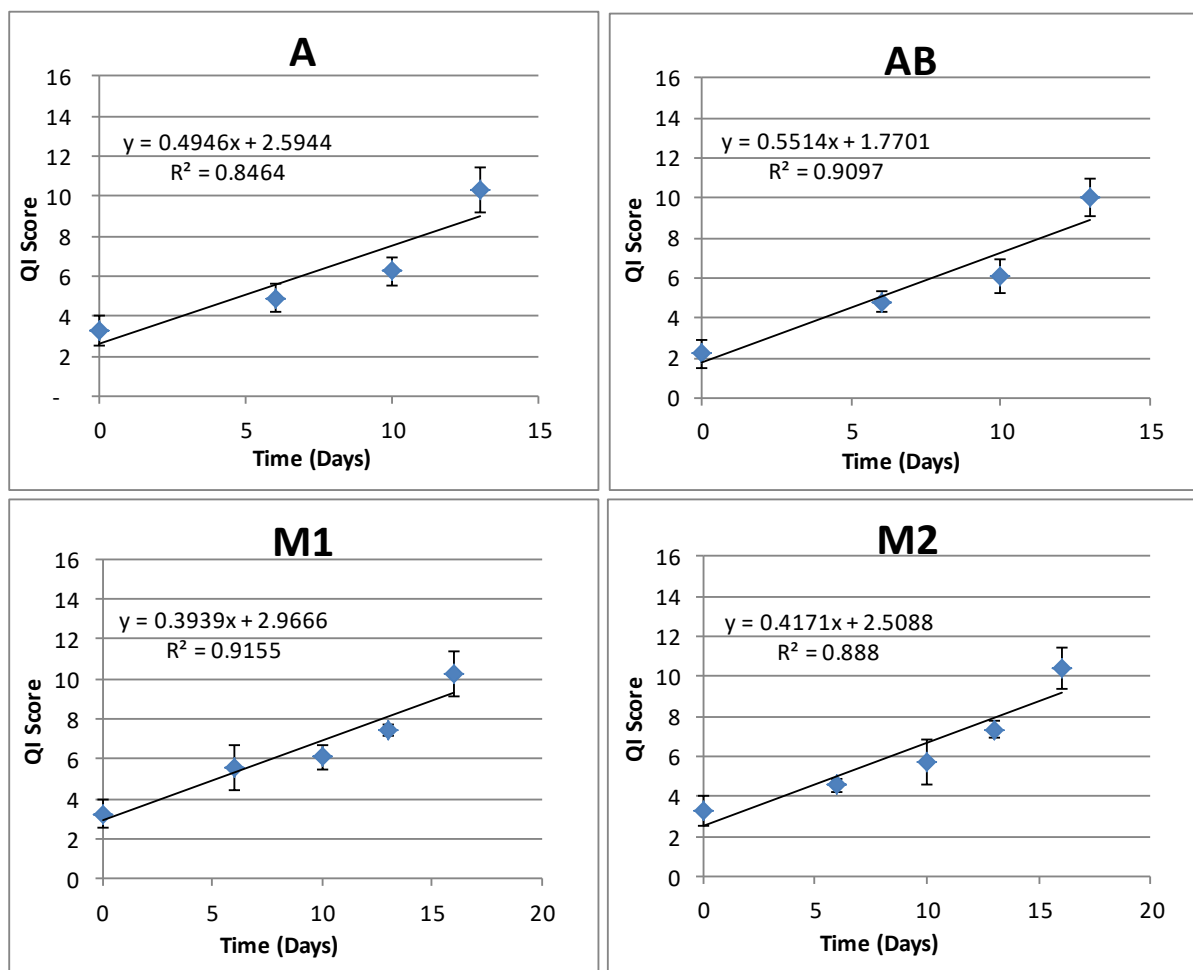 A
16
14
12
10
8
6
4
2
-
QI Score
y = 0.4946x + 2.5944
R² = 0.8464
0 5 10 15
Time (Days)
AB
16
14
12
10
8
6
4
2
0
QI Score
y = 0.5514x + 1.7701
R² = 0.9097
0 5 10 15
Time (Days)
M1
16
14
12
10
8
6
4
2
0
QI Score
y = 0.3939x + 2.9666
R² = 0.9155
0 5 10 15 20
Time (Days)
M2
16
14
12
10
8
6
4
2
0
QI Score
y = 0.4171x + 2.5088
R² = 0.888
0 5 10 15 20
Time (Days)